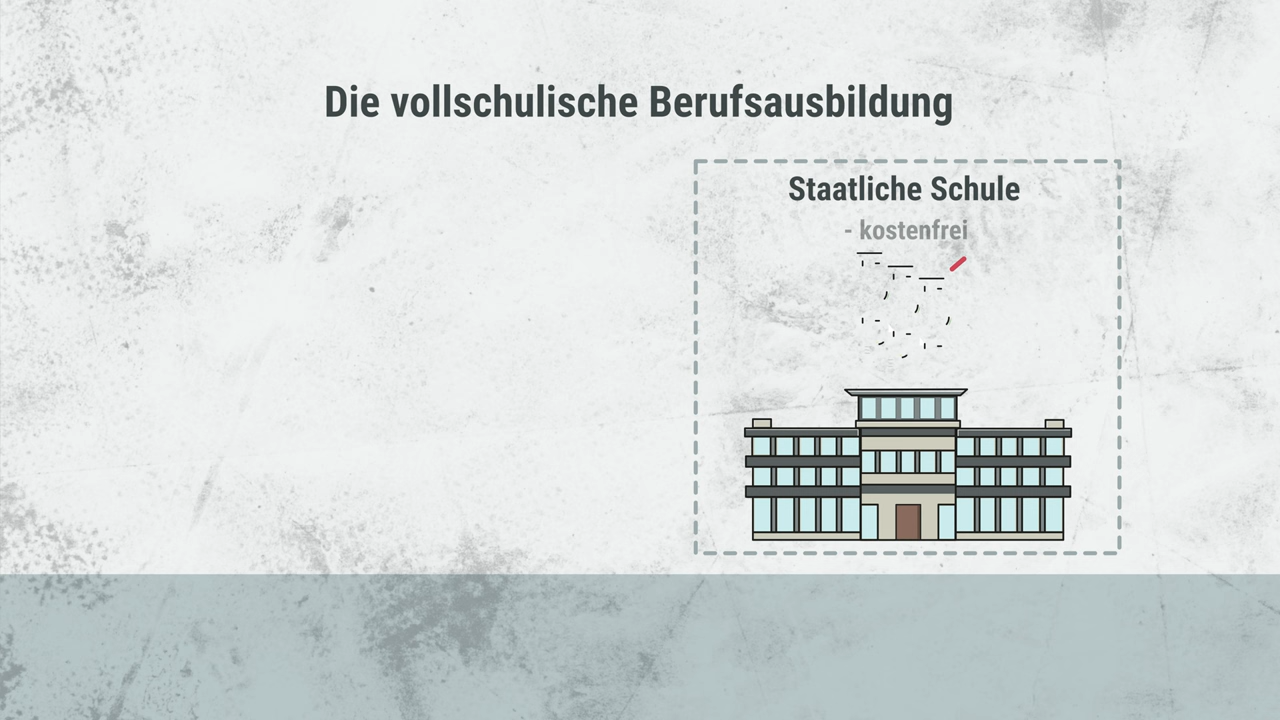 Die vollschulische Berufsausbildung
Staatliche Schule
- kostenfrei